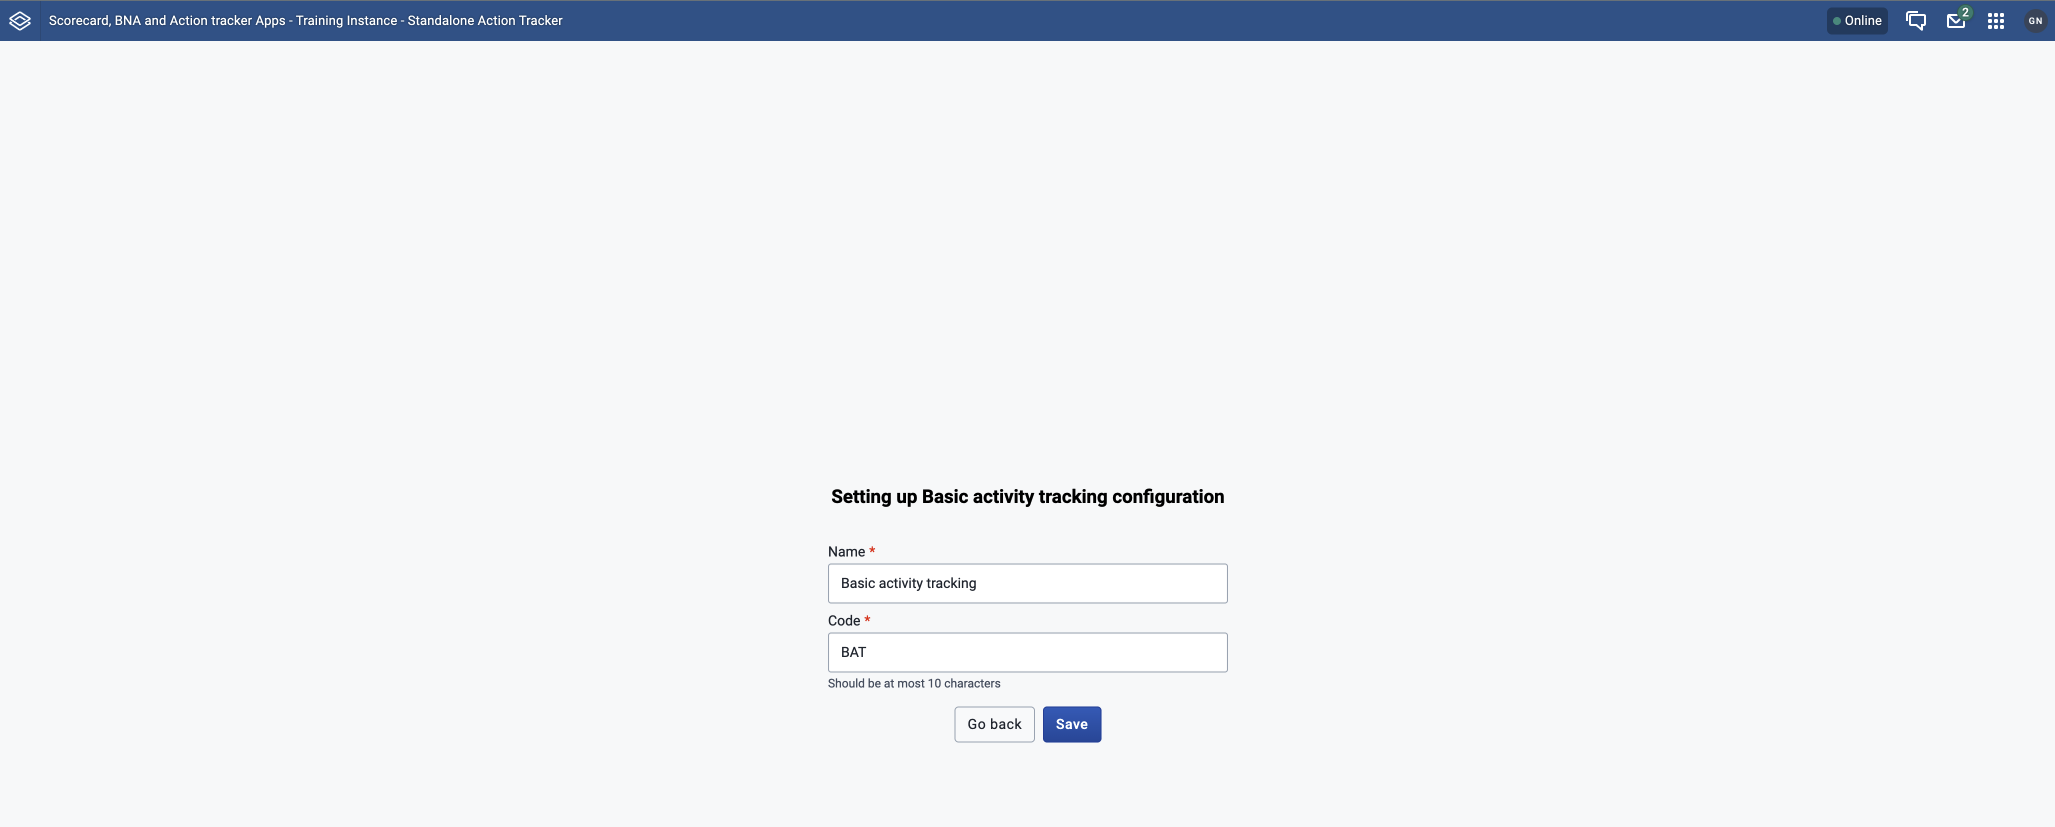 Scorecard, BNA and Action tracker Apps - Training Instance - Standalone Action Tracker
Online
2
GN
Setting up Basic activity tracking configuration
Name *
Basic activity tracking
Code *
BAT
Should be at most 10 characters
Go back
Save